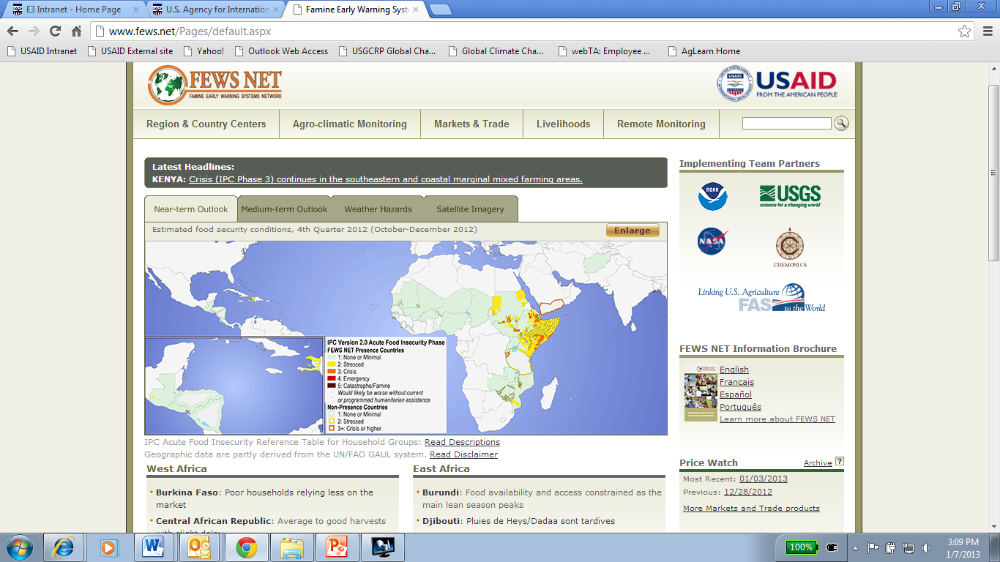 E3 Intranet - Home Page
U.S. Agency for Internation
Famine Early Warning Syst
www.fews.net/Pages/default.aspx
USAID Intranet
USAID External site
Yahoo!
Outlook Web Access
USGCRP Global Cha...
Global Climate Cha...
webTA: Employee ...
AgLearn Home
FEWS NET
FAMINE EARLY WARNING SYSTEMS NETWORK
USAID
FROM THE AMERICAN PEOPLE
Region & Country Centers
Agro-climatic Monitoring
Markets & Trade
Livelihoods
Remote Monitoring
Latest Headlines:
KENYA: Crisis (IPC Phase 3) continues in the southeastern and coastal marginal mixed farming areas.
Near-term Outlook
Medium-term Outlook
Weather Hazards
Satellite Imagery
Estimated food security conditions, 4th Quarter 2012 (October-December 2012)
Enlarge
IPC Version 2.0 Acute Food Insecurity Phase
FEWS NET Presence Countries
1: None or Minimal
2: Stressed
3: Crisis
4: Emergency
5: Catastrophe/Famine
Would likely be worse without current
or programmed humanitarian assistance
Non-Presence Countries
1: None or Minimal
2: Stressed
3+: Crisis or higher
IPC Acute Food Insecurity Reference Table for Household Groups: Read Descriptions
Geographic data are partly derived from the UN/FAO GAUL system. Read Disclaimer
West Africa
• Burkina Faso: Poor households relying less on the
market
• Central African Republic: Average to good harvests
with slight delay
East Africa
• Burundi: Food availability and access constrained as the
main lean season peaks
• Djibouti: Pluies de Heys/Dadaa sont tardives
Implementing Team Partners
NOAA
USGS
science for a changing world
NASA
CHEMONICS
Linking U.S. Agriculture
FAS to the World
FEWS NET Information Brochure
FEWS NET
English
Français
Español
Português
Learn more about FEWS NET
Price Watch
Archive ?
Most Recent: 01/03/2013
Previous: 12/28/2012
More Markets and Trade products
100%
3:09 PM
1/7/2013